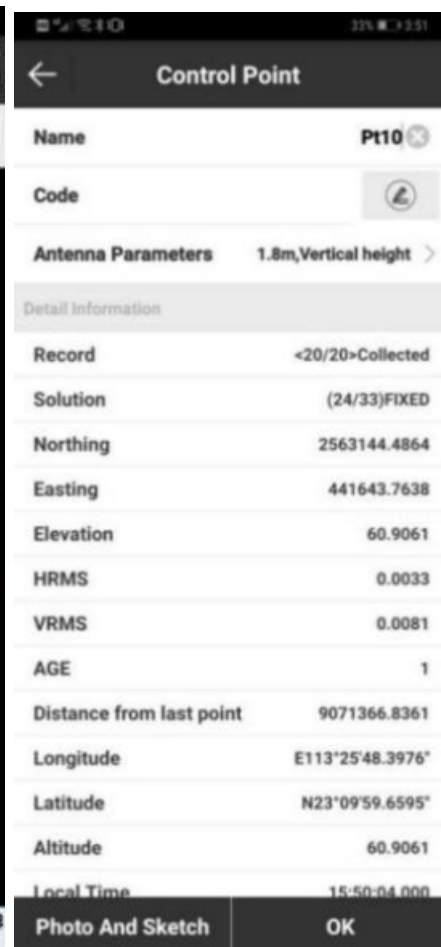 33% 3:51
Control Point
Name Pt10
Code
Antenna Parameters 1.8m,Vertical height >
Detail Information
Record <20/20>Collected
Solution (24/33)FIXED
Northing 2563144.4864
Easting 441643.7638
Elevation 60.9061
HRMS 0.0033
VRMS 0.0081
AGE 1
Distance from last point 9071366.8361
Longitude E113°25'48.3976"
Latitude N23°09'59.6595"
Altitude 60.9061
Local Time 15:50:04.000
Photo And Sketch OK